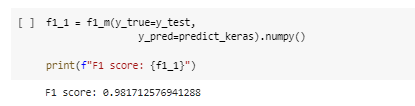 [ ] f1_1 = f1_m(y_true=y_test,
y_pred=predict_keras).numpy()
print(f"F1 score: {f1_1}")
F1 score: 0.981712576941288